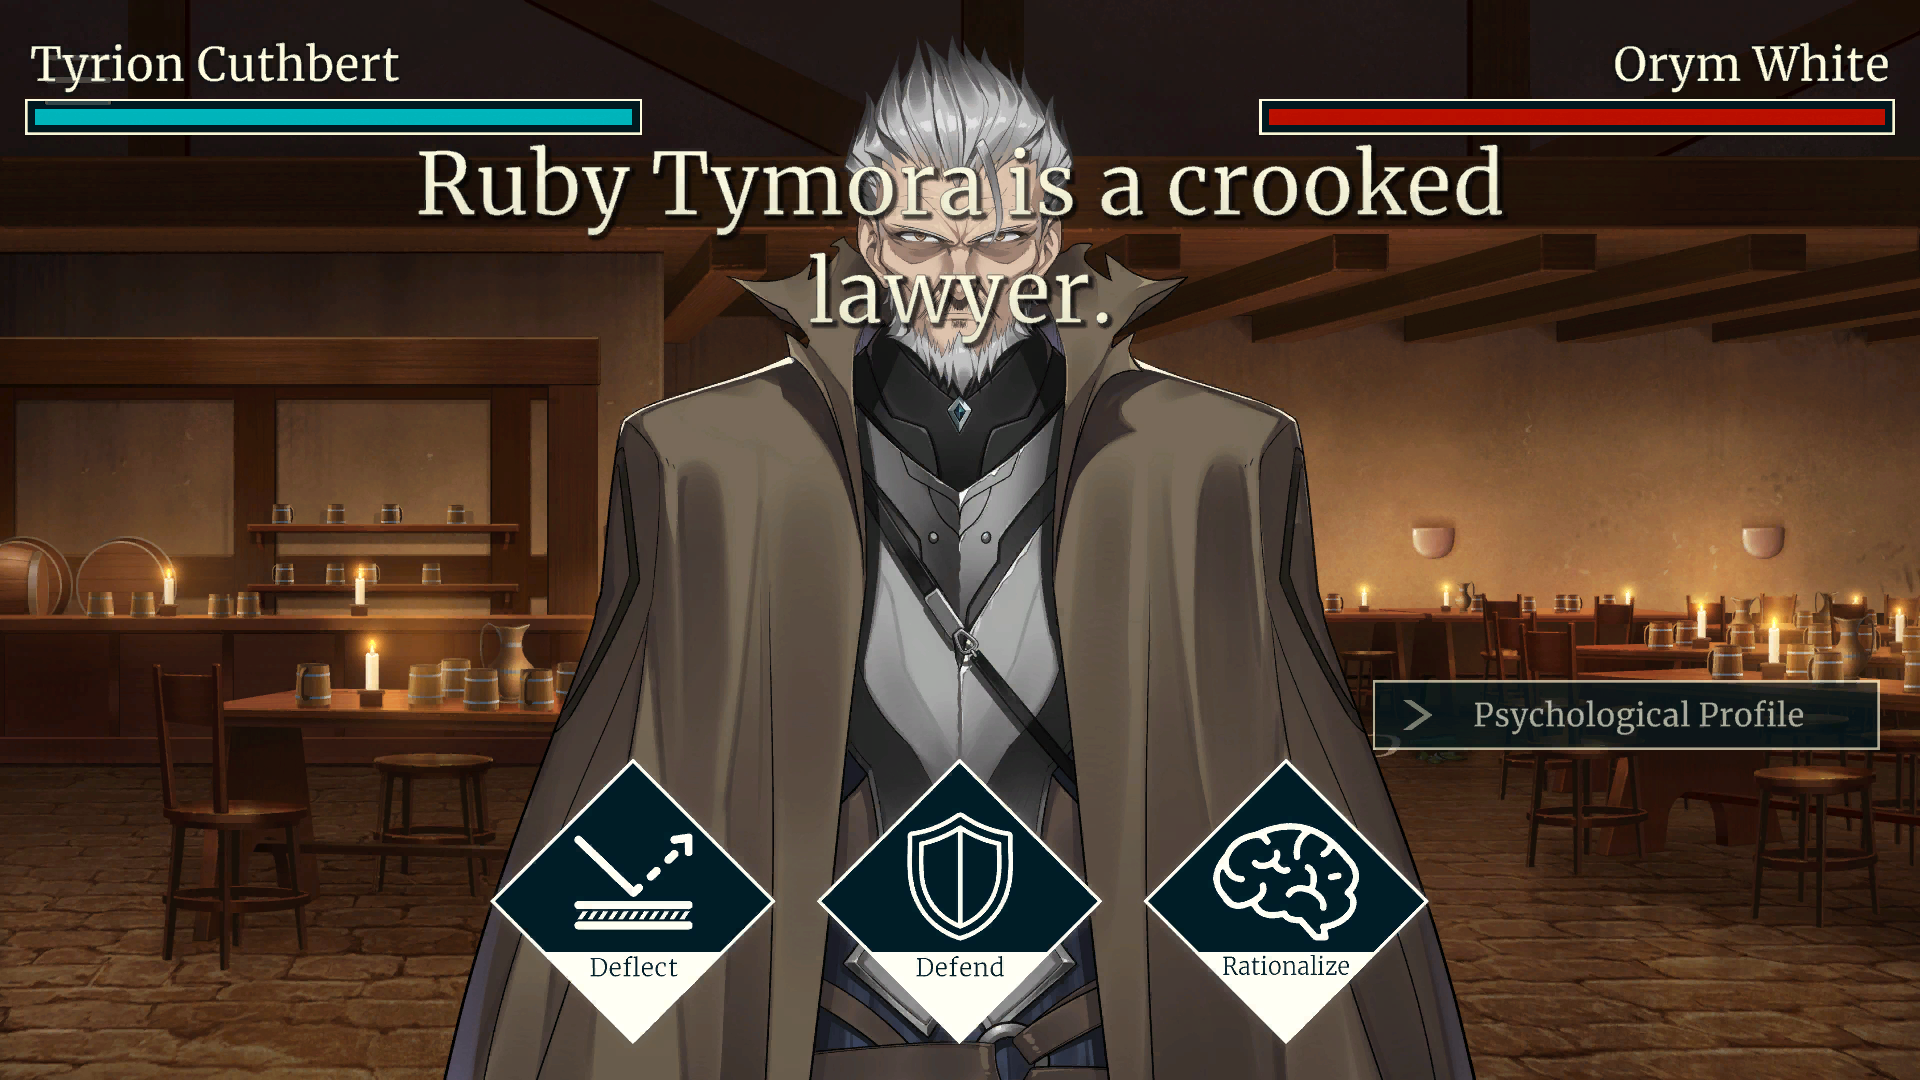 Tyrion Cuthbert
Orym White
Ruby Tymora is a crooked
lawyer.
Psychological Profile
Deflect
Defend
Rationalize